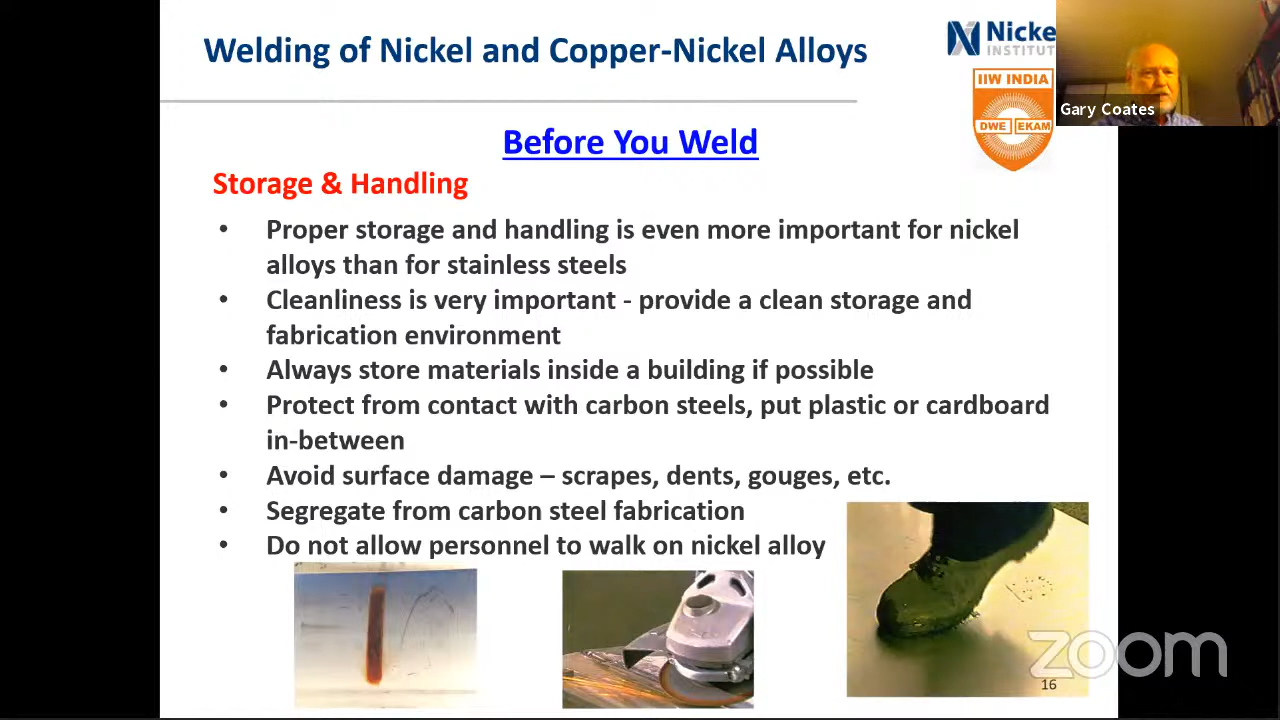 Welding of Nickel and Copper-Nickel Alloys
Nicke
INSTITUT
IIW INDIA
DWE EKAM
Gary Coates
Before You Weld
Storage & Handling
• Proper storage and handling is even more important for nickel
alloys than for stainless steels
• Cleanliness is very important - provide a clean storage and
fabrication environment
• Always store materials inside a building if possible
• Protect from contact with carbon steels, put plastic or cardboard
in-between
• Avoid surface damage – scrapes, dents, gouges, etc.
• Segregate from carbon steel fabrication
• Do not allow personnel to walk on nickel alloy
zoom
16